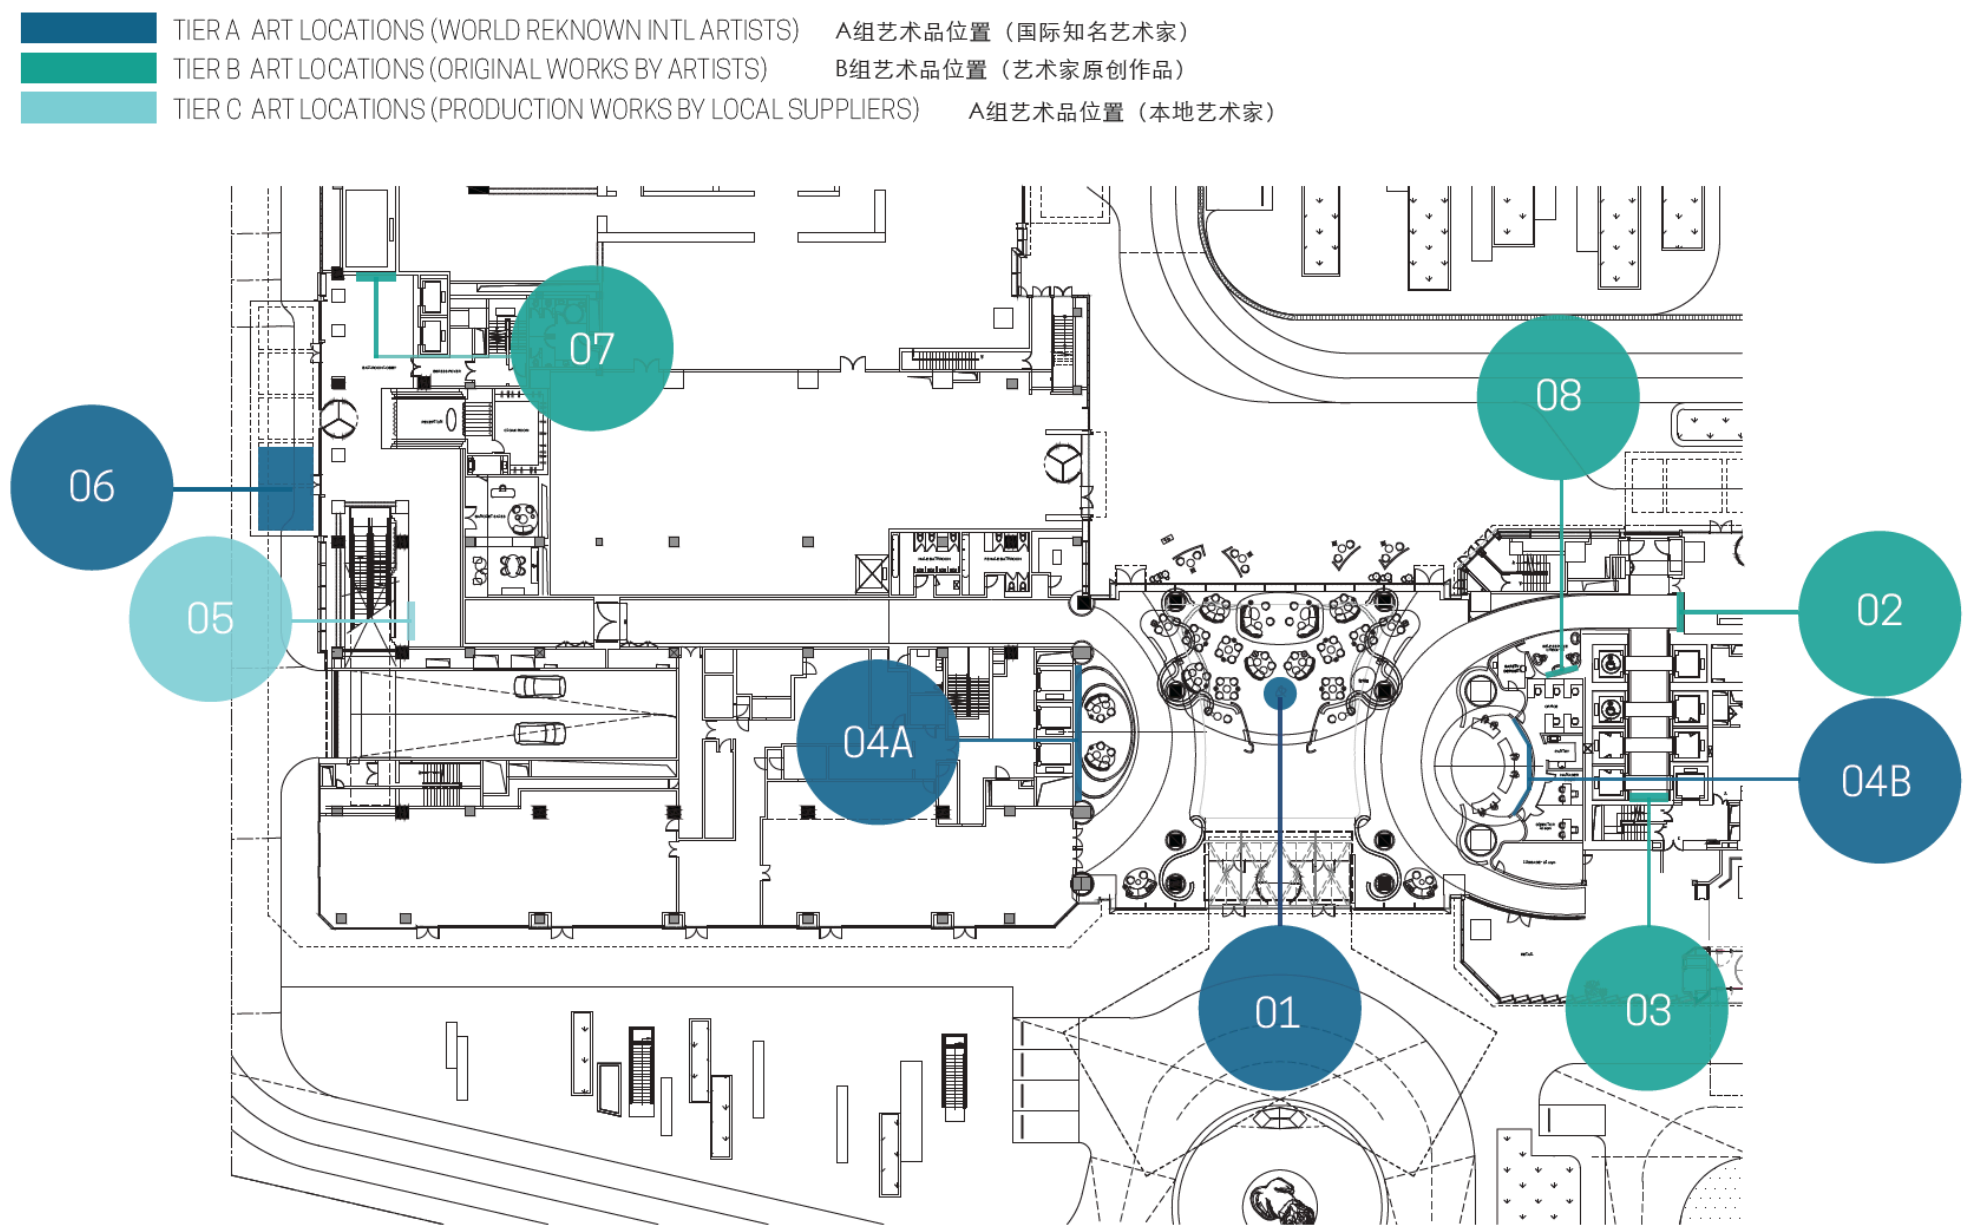 TIER A ART LOCATIONS (WORLD REKNOWN INTL ARTISTS) A组艺术品位置（国际知名艺术家）
TIER B ART LOCATIONS (ORIGINAL WORKS BY ARTISTS) B组艺术品位置（艺术家原创作品）
TIER C ART LOCATIONS (PRODUCTION WORKS BY LOCAL SUPPLIERS) A组艺术品位置（本地艺术家）
07
08
06
05
02
04A
04B
01
03